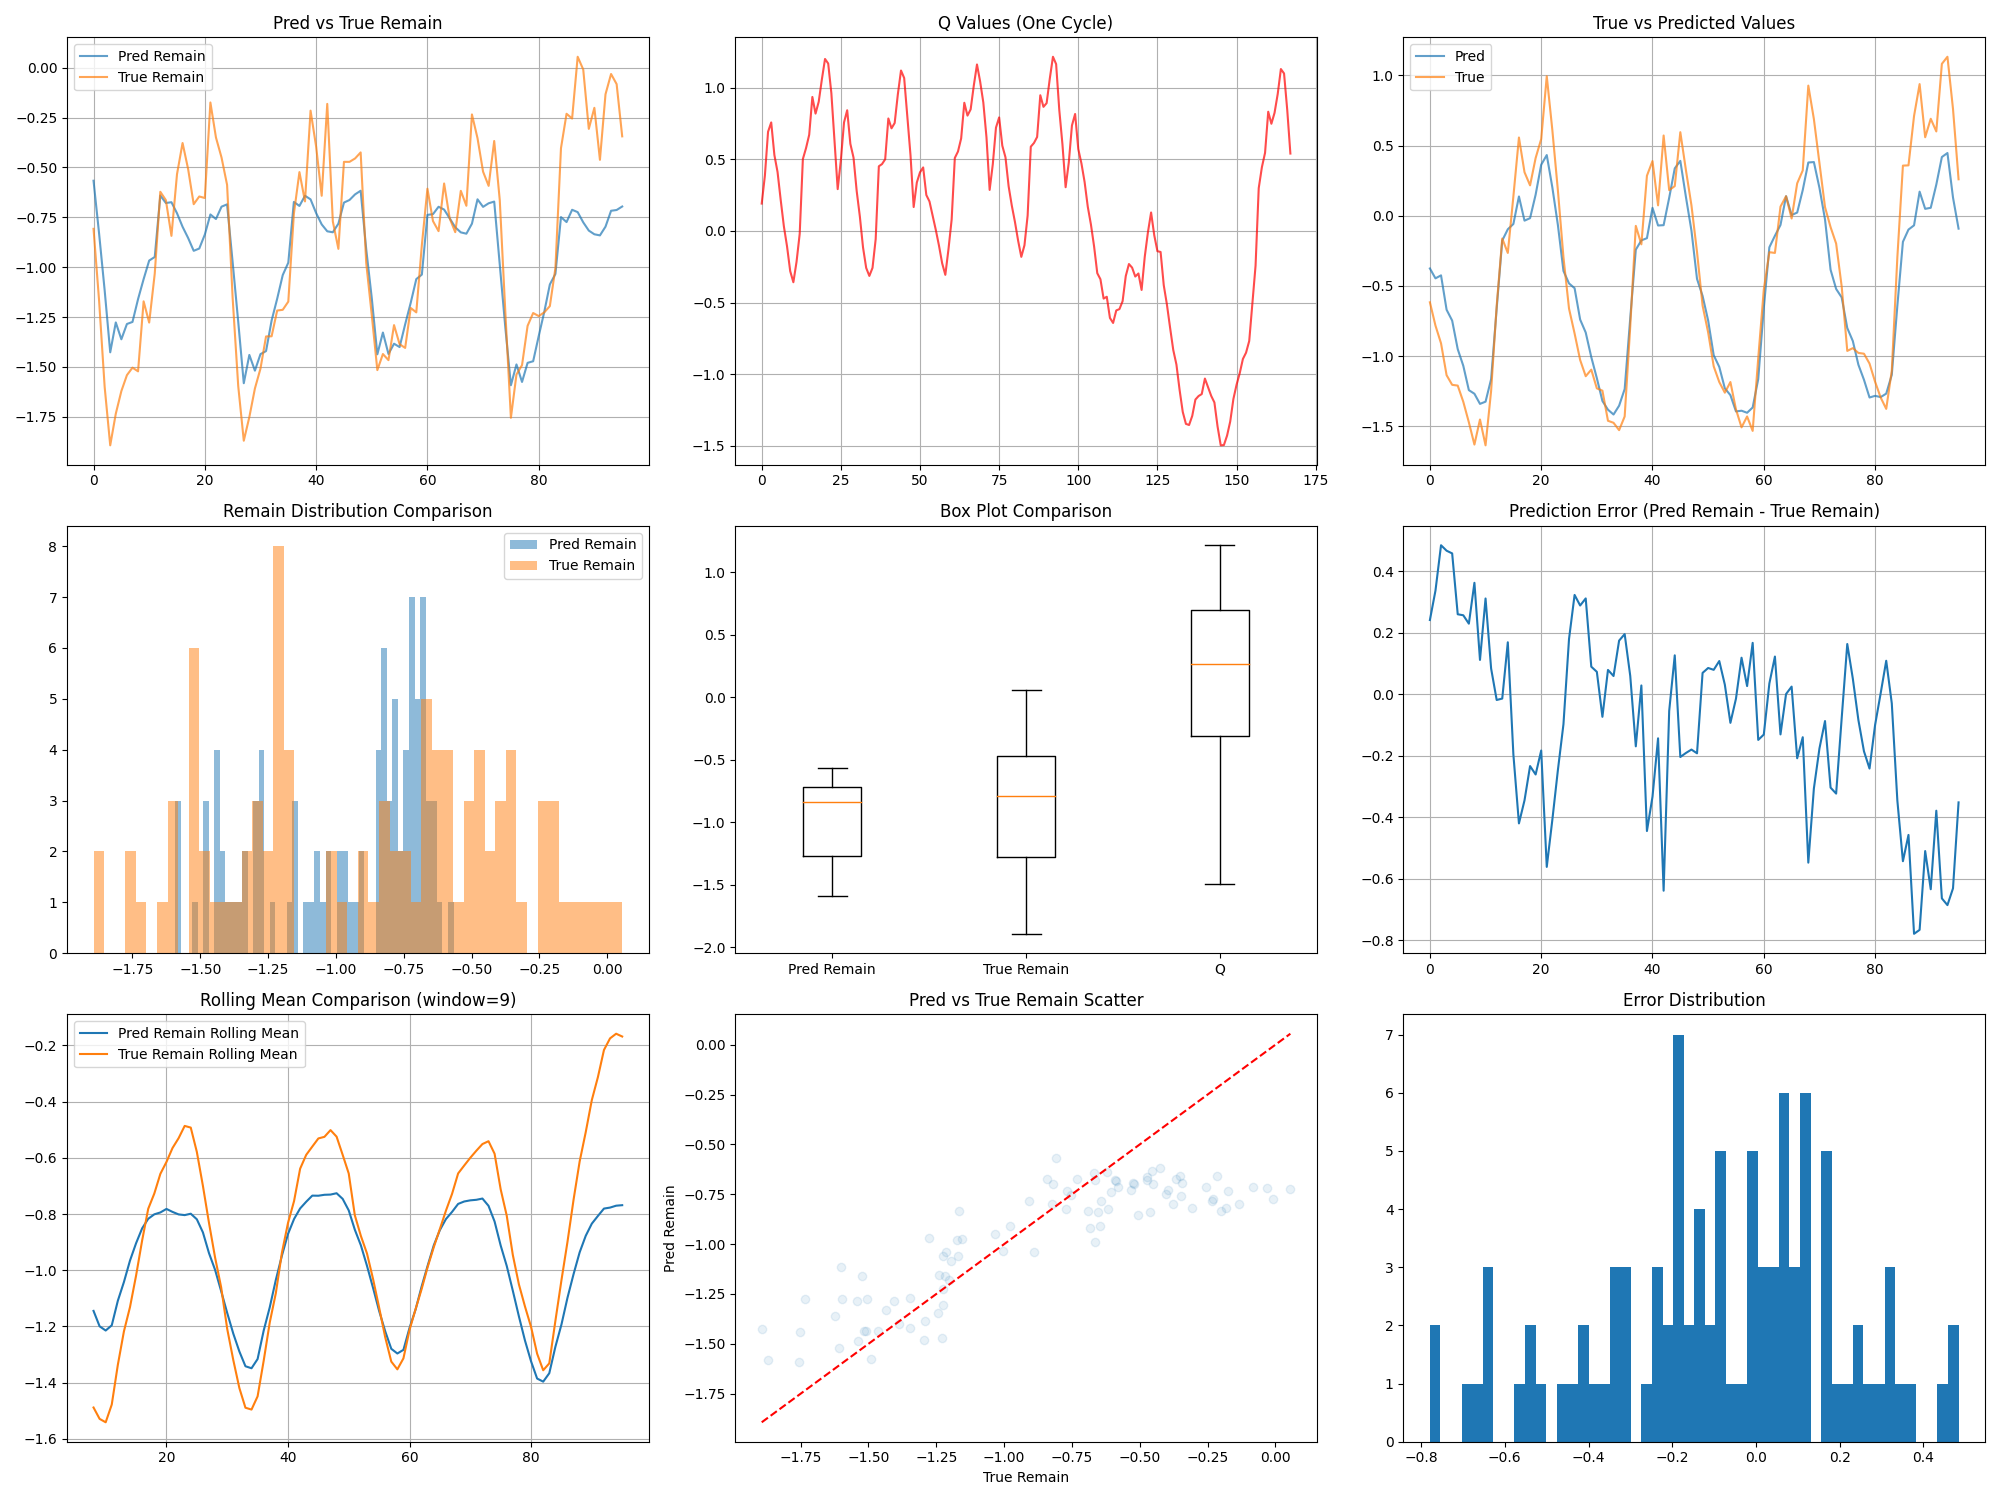 Pred vs True Remain
Pred Remain
True Remain
0.00
−0.25
−0.50
−0.75
−1.00
−1.25
−1.50
−1.75
0 20 40 60 80
Q Values (One Cycle)
1.0
0.5
0.0
−0.5
−1.0
−1.5
0 25 50 75 100 125 150 175
True vs Predicted Values
Pred
True
1.0
0.5
0.0
−0.5
−1.0
−1.5
0 20 40 60 80
Remain Distribution Comparison
Pred Remain
True Remain
8
7
6
5
4
3
2
1
0
−1.75 −1.50 −1.25 −1.00 −0.75 −0.50 −0.25 0.00
Box Plot Comparison
1.0
0.5
0.0
−0.5
−1.0
−1.5
−2.0
Pred Remain True Remain Q
Prediction Error (Pred Remain - True Remain)
0.4
0.2
0.0
−0.2
−0.4
−0.6
−0.8
0 20 40 60 80
Rolling Mean Comparison (window=9)
Pred Remain Rolling Mean
True Remain Rolling Mean
−0.2
−0.4
−0.6
−0.8
−1.0
−1.2
−1.4
−1.6
20 40 60 80
Pred vs True Remain Scatter
Pred Remain
0.00
−0.25
−0.50
−0.75
−1.00
−1.25
−1.50
−1.75
−1.75 −1.50 −1.25 −1.00 −0.75 −0.50 −0.25 0.00
True Remain
Error Distribution
7
6
5
4
3
2
1
0
−0.8 −0.6 −0.4 −0.2 0.0 0.2 0.4